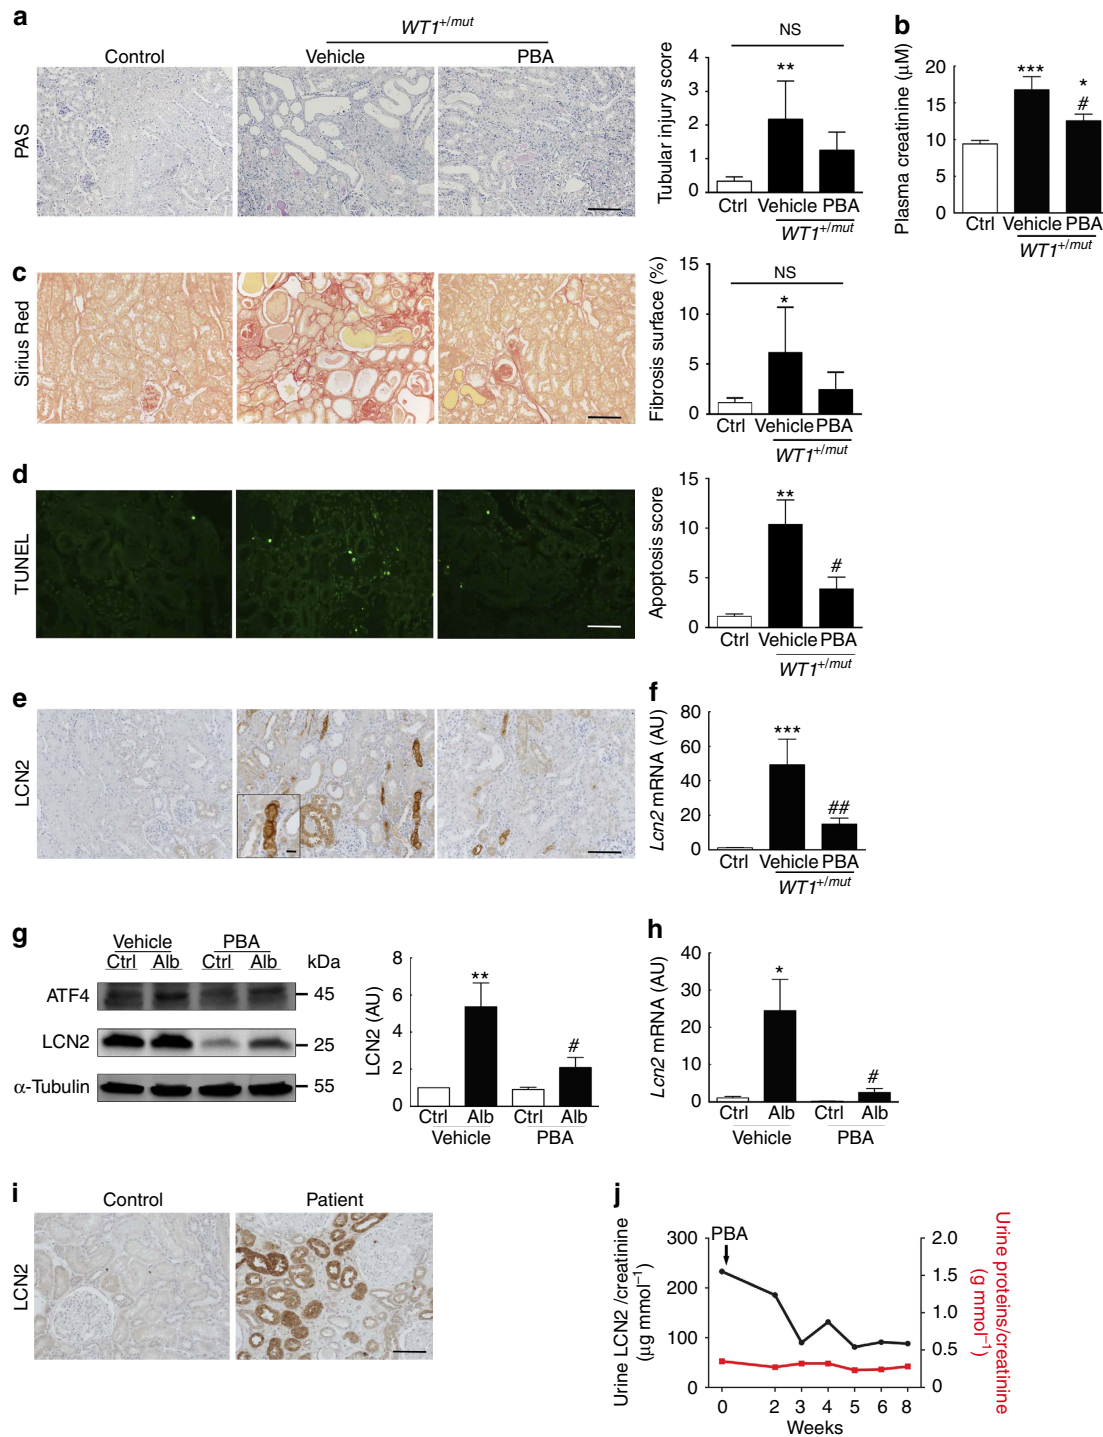 a
WT1+/mut
Control Vehicle PBA
PAS
Tubular injury score
4
3
2
1
0
NS
**
Ctrl Vehicle PBA
WT1+/mut
b
Plasma creatinine (μM)
20
15
10
5
0
***
*
#
Ctrl Vehicle PBA
WT1+/mut
c
Sirius Red
Fibrosis surface (%)
15
10
5
0
NS
*
Ctrl Vehicle PBA
WT1+/mut
d
TUNEL
Apoptosis score
15
10
5
0
**
#
Ctrl Vehicle PBA
WT1+/mut
e
LCN2
f
Lcn2 mRNA (AU)
80
60
40
20
0
***
##
Ctrl Vehicle PBA
WT1+/mut
g
Vehicle PBA
Ctrl Alb Ctrl Alb kDa
ATF4 45
LCN2 25
α-Tubulin 55
LCN2 (AU)
8
6
4
2
0
**
#
Ctrl Alb Ctrl Alb
Vehicle PBA
h
Lcn2 mRNA (AU)
40
30
20
10
0
*
#
Ctrl Alb Ctrl Alb
Vehicle PBA
i
Control Patient
LCN2
j
Urine LCN2 /creatinine
(μg mmol−1)
300
200
100
0
PBA
2.0
1.5
1.0
0.5
0
Urine proteins/creatinine
(g mmol−1)
0 2 3 4 5 6 8
Weeks